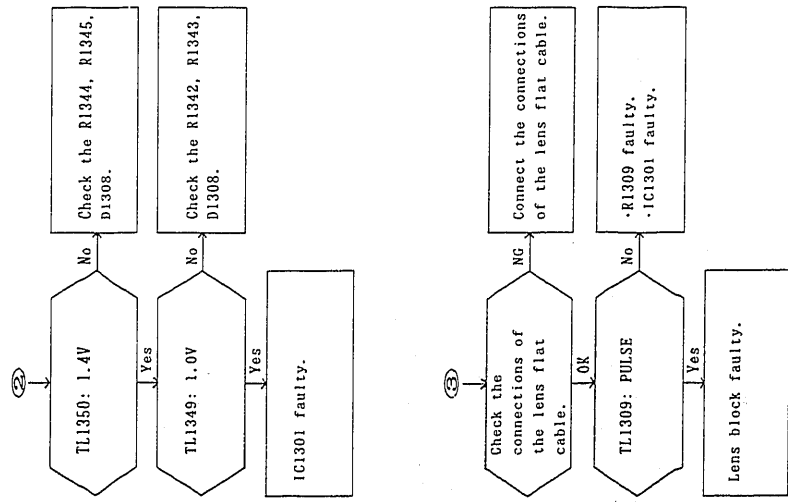 ②
TL1350: 1.4V
No
Check the R1344, R1345,
D1308.
Yes
TL1349: 1.0V
No
Check the R1342, R1343,
D1308.
Yes
IC1301 faulty.
③
Check the
connections of
the lens flat
cable.
NG
Connect the connections
of the lens flat cable.
OK
TL1309: PULSE
No
·R1309 faulty.
·IC1301 faulty.
Yes
Lens block faulty.